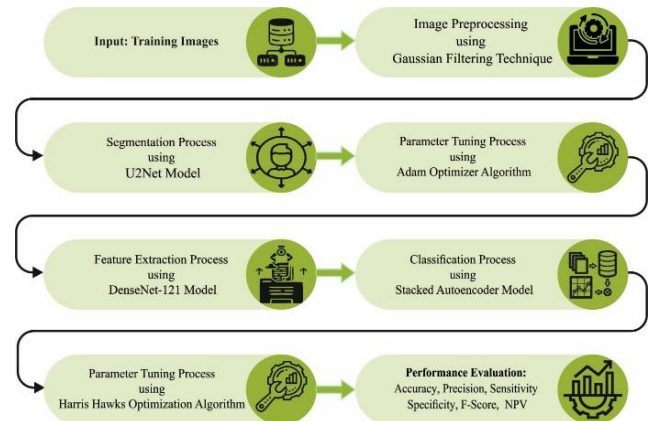 Input: Training Images
Image Preprocessing
using
Gaussian Filtering Technique
Segmentation Process
using
U2Net Model
Parameter Tuning Process
using
Adam Optimizer Algorithm
Feature Extraction Process
using
DenseNet-121 Model
Classification Process
using
Stacked Autoencoder Model
Parameter Tuning Process
using
Harris Hawks Optimization Algorithm
Performance Evaluation:
Accuracy, Precision, Sensitivity
Specificity, F-Score, NPV